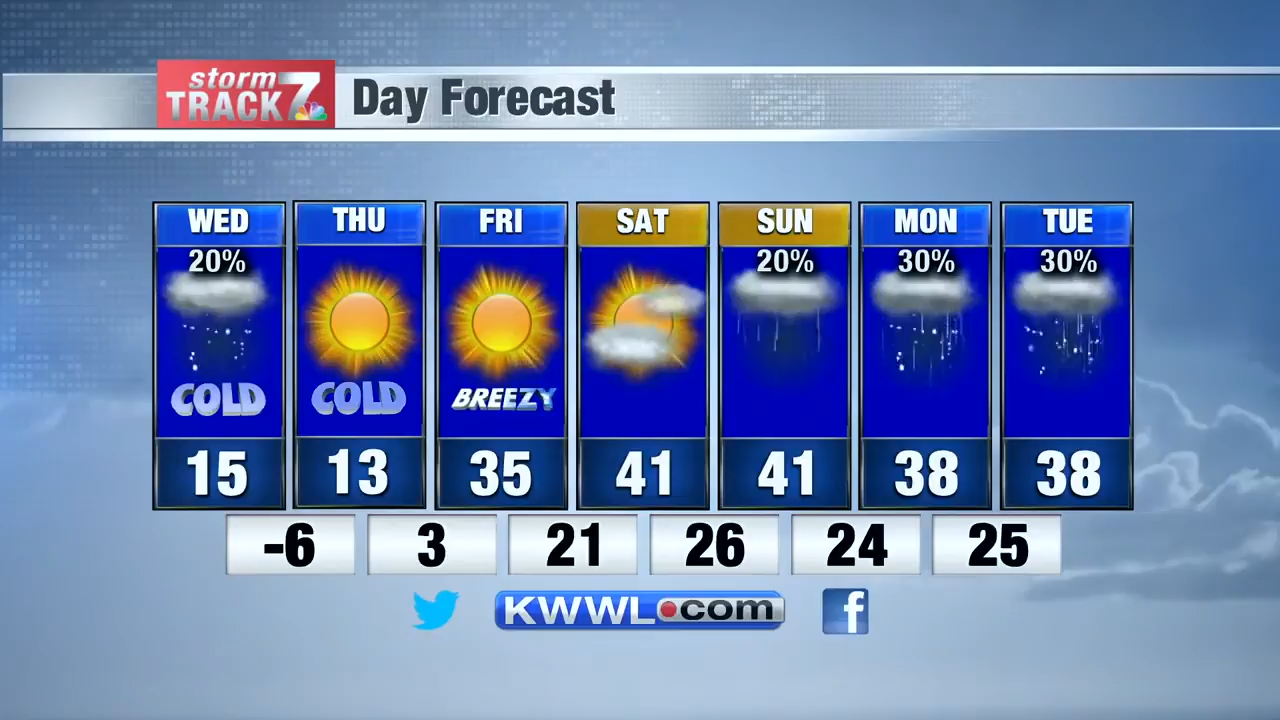 storm
TRACK 7 Day Forecast
WED THU FRI SAT SUN MON TUE
20% 20% 30% 30%
COLD COLD BREEZY
15 13 35 41 41 38 38
-6 3 21 26 24 25
KWWL.com f